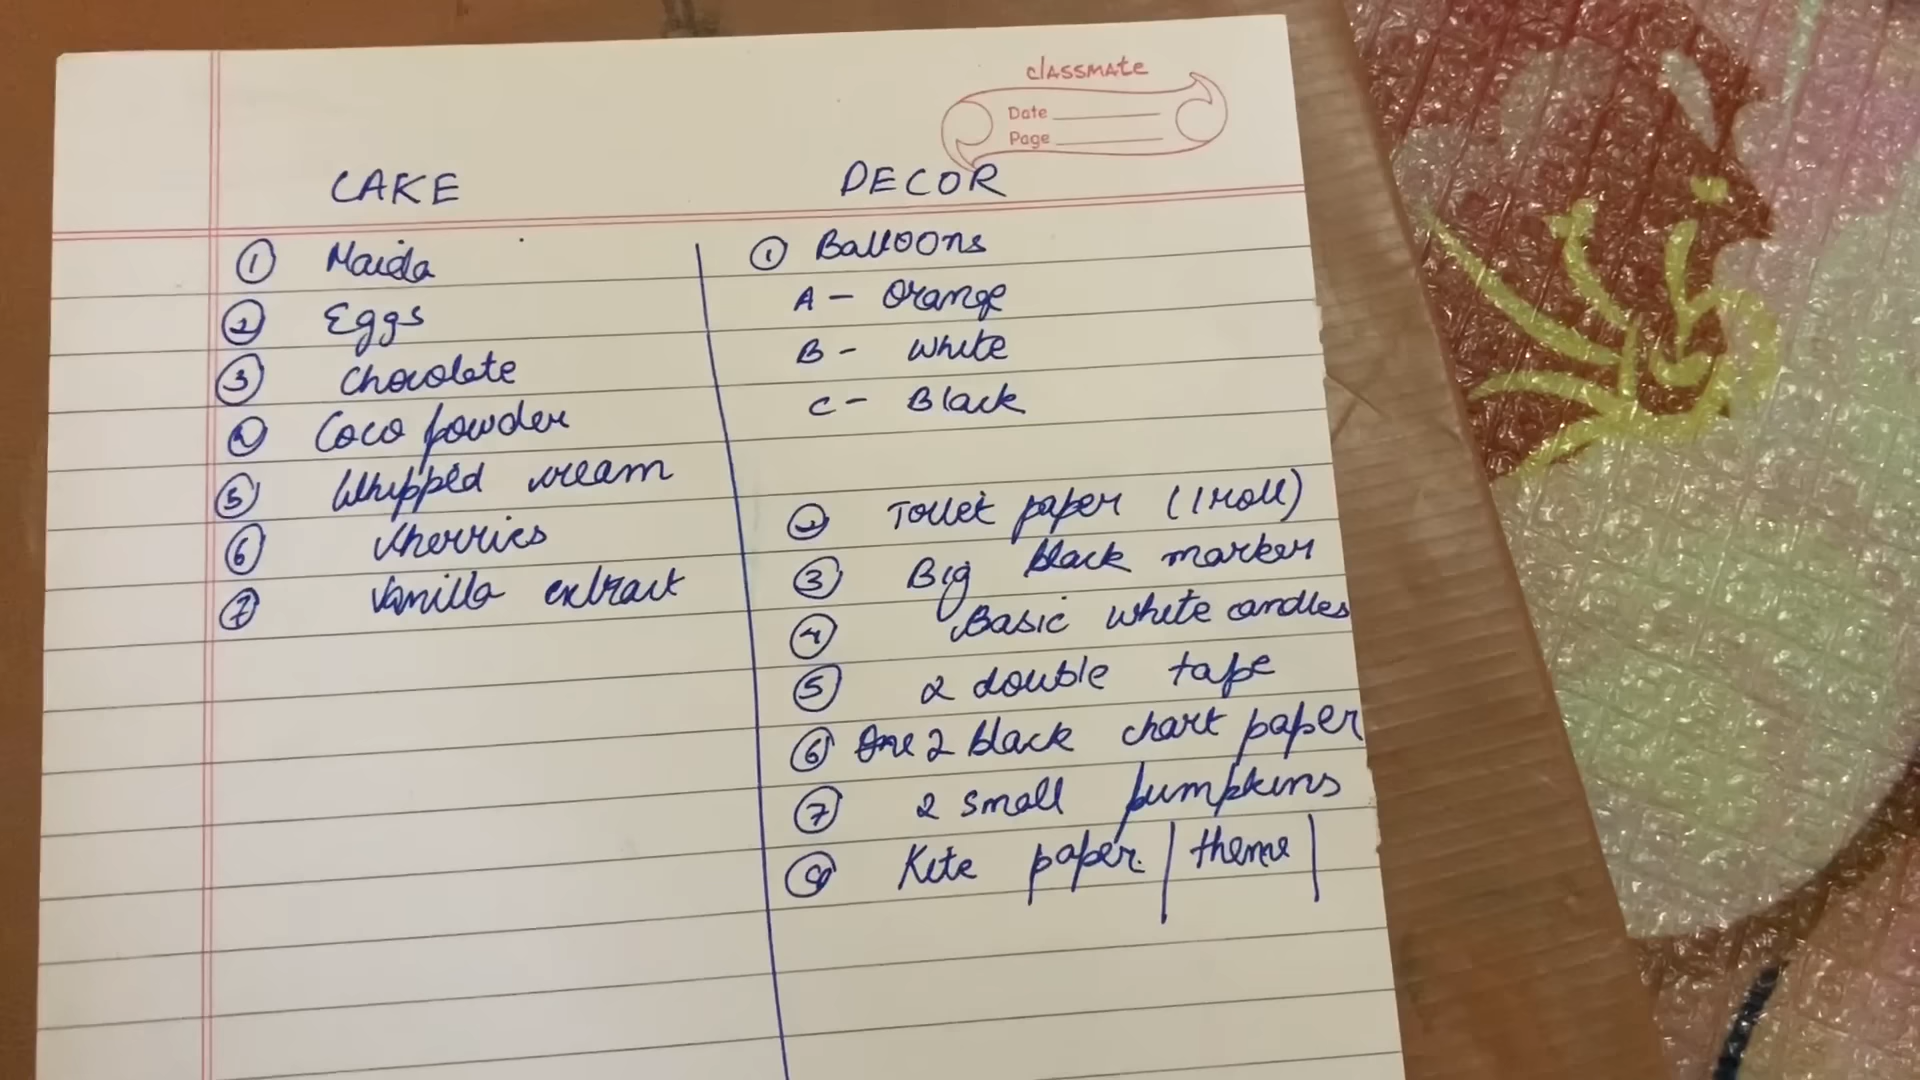 classmate
Date
Page
CAKE
① Maida
② Eggs
③ Chocolate
④ Coco powder
⑤ Whipped cream
⑥ Cherries
⑦ Vanilla extract
DECOR
① Balloons
A - Orange
B - White
C - Black
② Toilet paper (1 roll)
③ Big black marker
④ Basic white candles
⑤ 2 double tape
⑥ 2 black chart paper
⑦ 2 small pumpkins
⑧ Kite paper | theme |